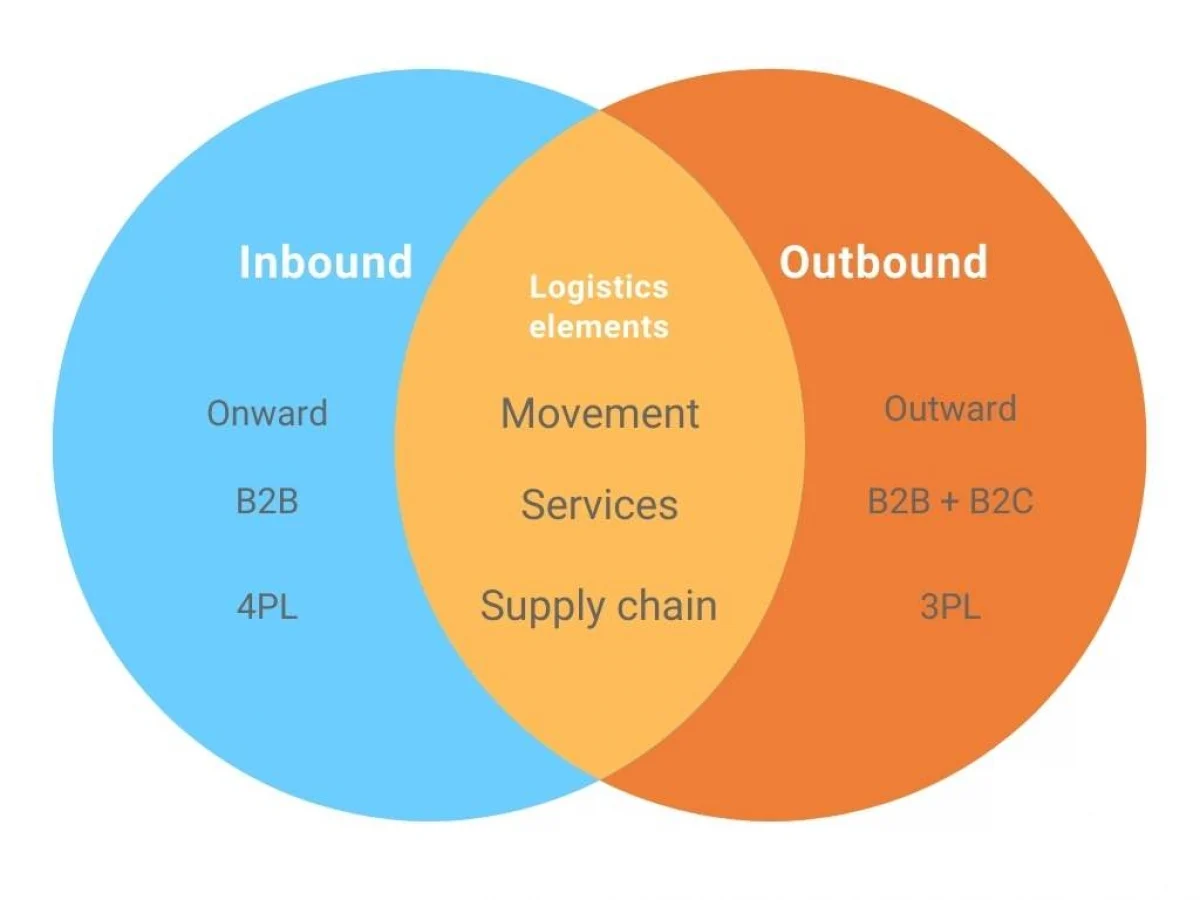 Inbound
Outbound
Logistics
elements
Onward
Movement
Outward
B2B
Services
B2B + B2C
4PL
Supply chain
3PL